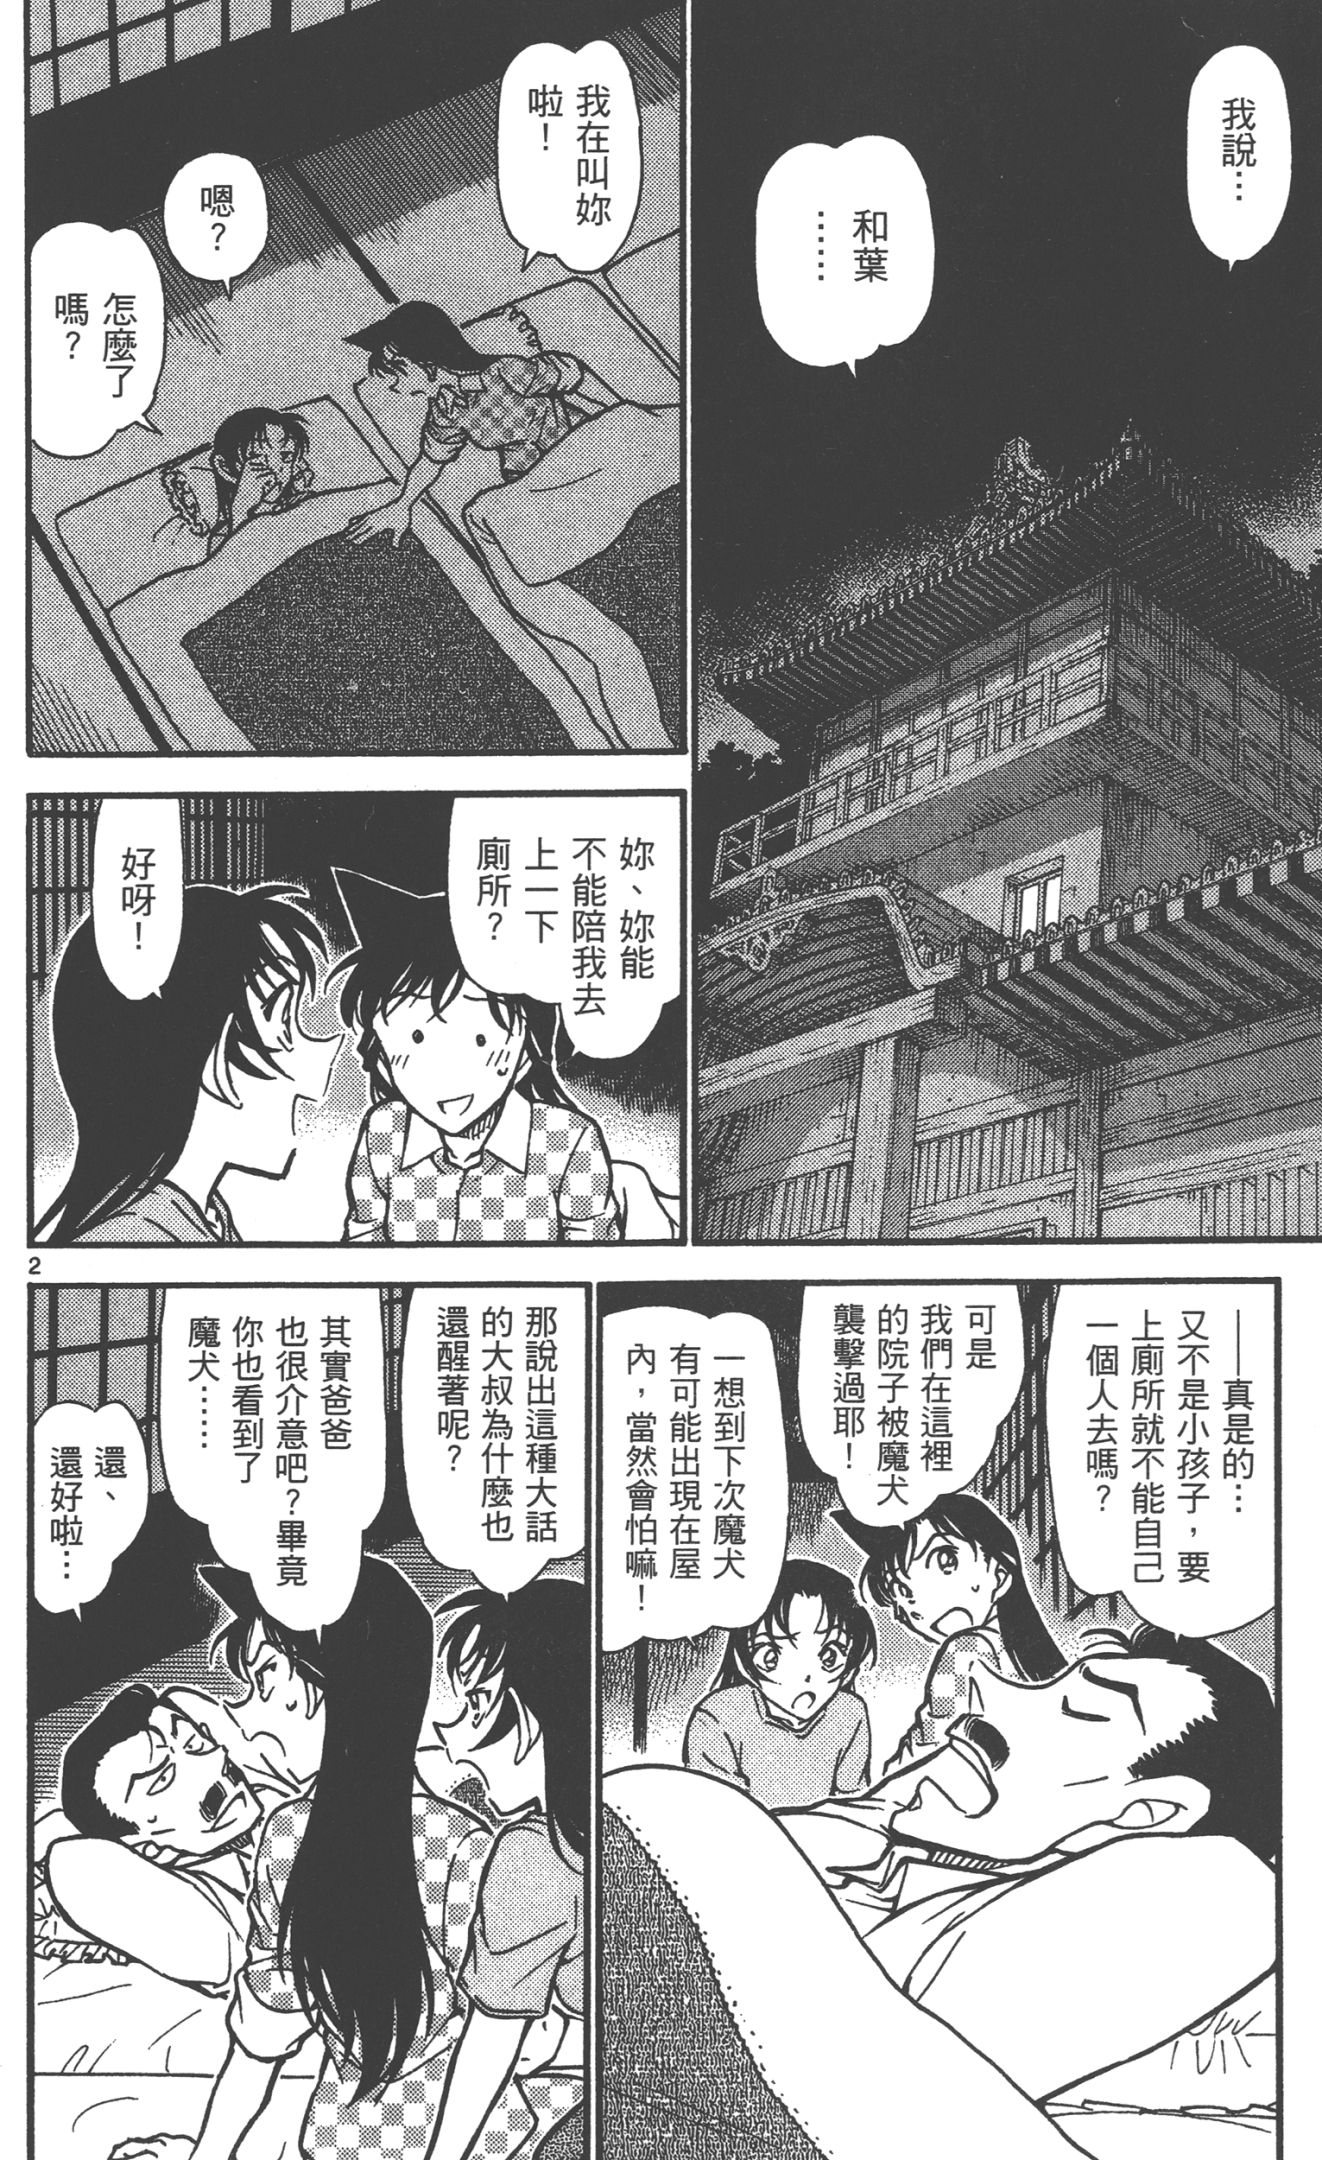 我說…
和葉
……
我在叫妳
啦！
嗯？
怎麼了
嗎？
妳、妳能
不能陪我去
上一下
廁所？
好呀！
2
——真是的…
又不是小孩子，要
上廁所就不能自己
一個人去嗎？
可是
我們在這裡
的院子被魔犬
襲擊過耶！
一想到下次魔犬
有可能出現在屋
內，當然會怕嘛！
那說出這種大話
的大叔為什麼也
還醒著呢？
其實爸爸
也很介意吧？畢竟
你也看到了
魔犬……
還、
還好啦…